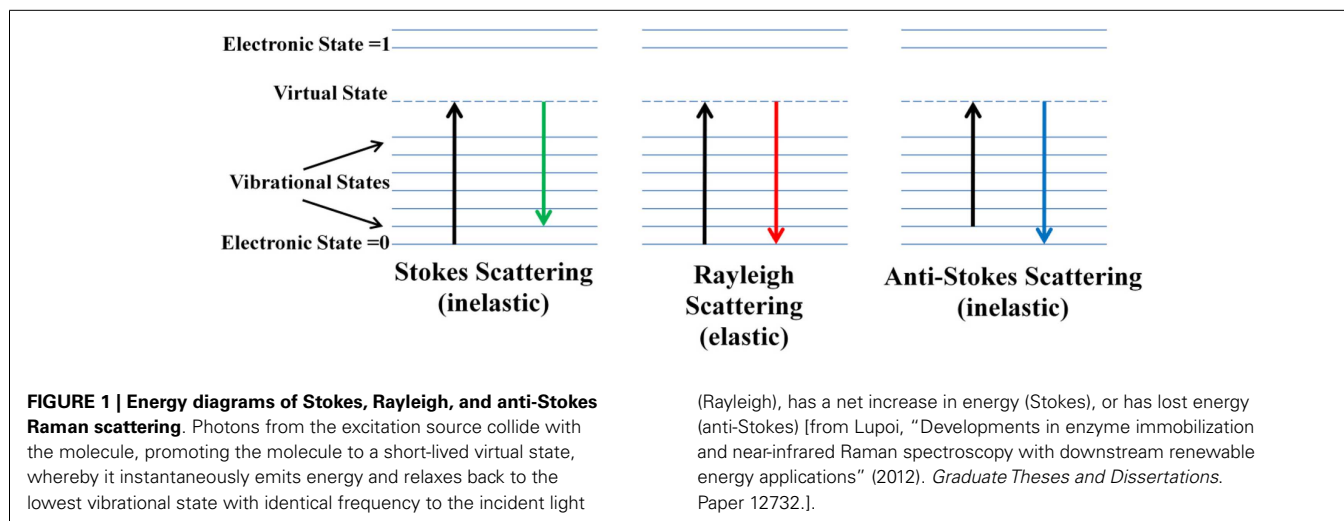 Electronic State =1
Virtual State
Vibrational States
Electronic State =0
Stokes Scattering
(inelastic)
Rayleigh
Scattering
(elastic)
Anti-Stokes Scattering
(inelastic)
FIGURE 1 | Energy diagrams of Stokes, Rayleigh, and anti-Stokes
Raman scattering. Photons from the excitation source collide with
the molecule, promoting the molecule to a short-lived virtual state,
whereby it instantaneously emits energy and relaxes back to the
lowest vibrational state with identical frequency to the incident light
(Rayleigh), has a net increase in energy (Stokes), or has lost energy
(anti-Stokes) [from Lupoi, “Developments in enzyme immobilization
and near-infrared Raman spectroscopy with downstream renewable
energy applications” (2012). Graduate Theses and Dissertations.
Paper 12732.].